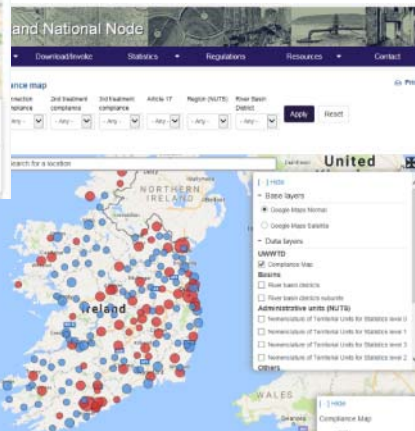 and National Node
Download/Invoke Statistics Regulations Resources Contact
ance map
Prin
nnection
mpliance
2nd treatment
compliance
3rd treatment
compliance
Article 17
Region (NUTS)
River Basin
District
Any - - Any - - Any - - Any - - Any - - Any -
Apply Reset
earch for a location
United
NORTHERN
IRELAND
Ireland
WALES
Swansea
[-] Hide
- Base layers
Google Maps Normal
Google Maps Satellite
- Data layers
UWWTD
Compliance Map
Basins
River basin districts
River basin districts subunits
Administrative units (NUTS)
Nomenclature of Territorial Units for Statistics level 0
Nomenclature of Territorial Units for Statistics level 1
Nomenclature of Territorial Units for Statistics level 3
Nomenclature of Territorial Units for Statistics level 2
Others
[-] Hide
Compliance Map